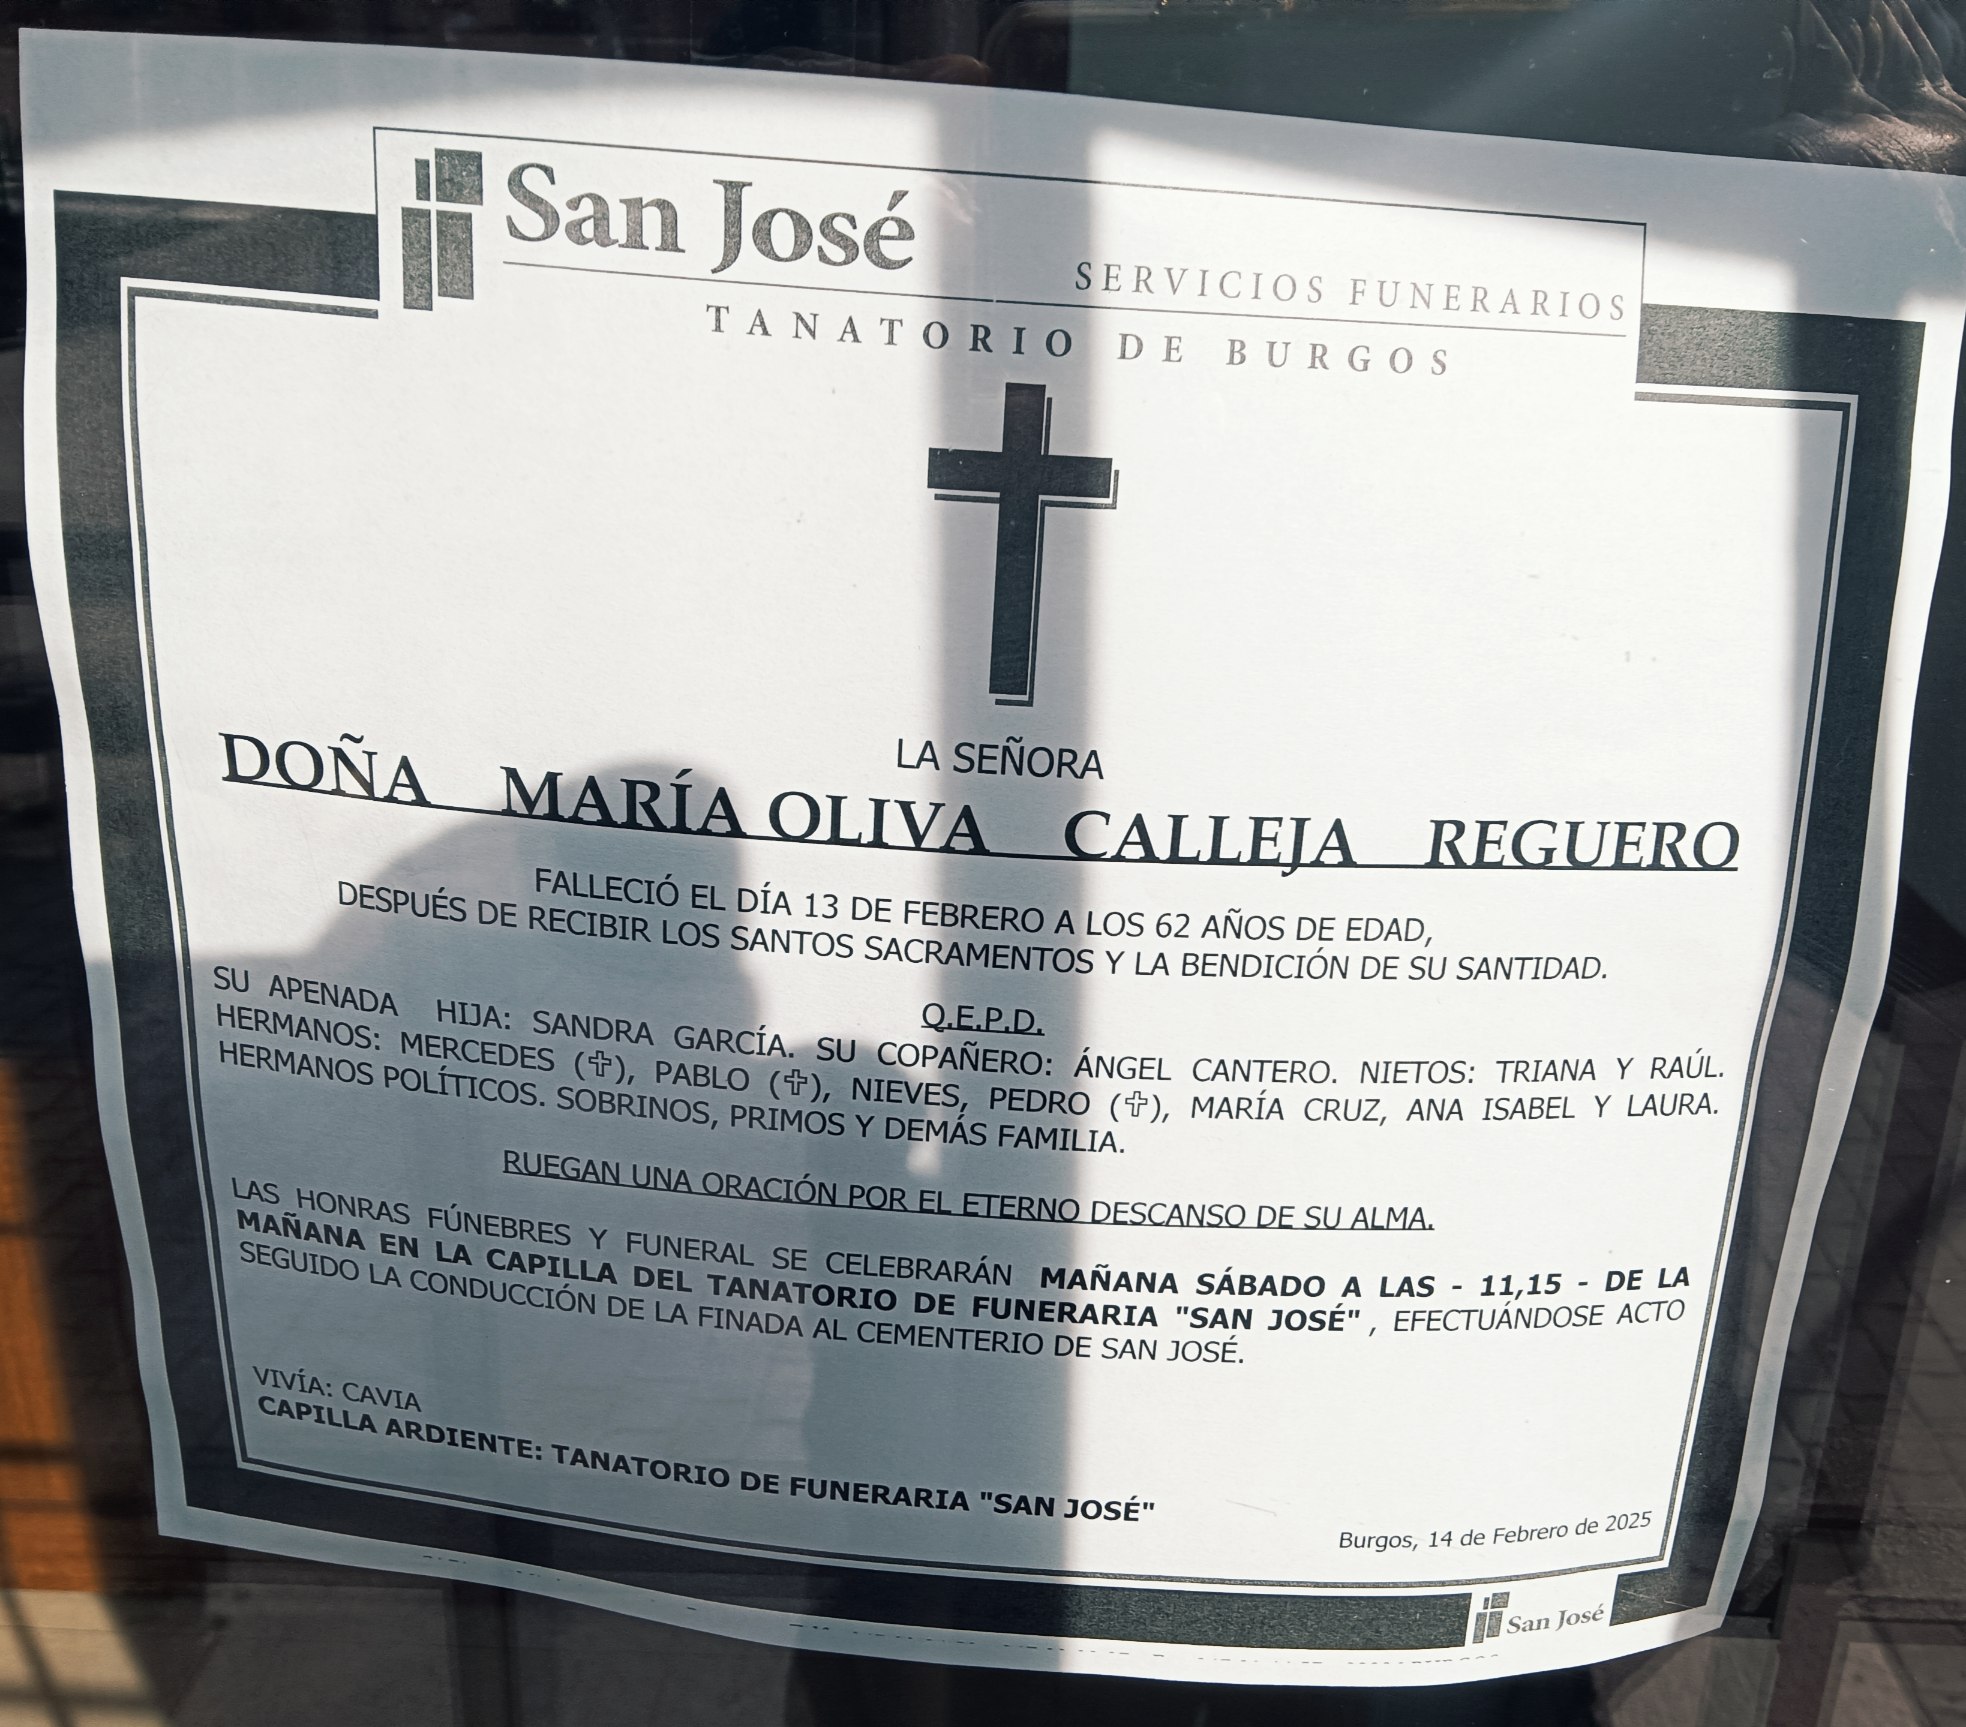 San José
SERVICIOS FUNERARIOS
TANATORIO DE BURGOS
LA SEÑORA
DOÑA MARÍA OLIVA CALLEJA REGUERO
FALLECIÓ EL DÍA 13 DE FEBRERO A LOS 62 AÑOS DE EDAD,
DESPUÉS DE RECIBIR LOS SANTOS SACRAMENTOS Y LA BENDICIÓN DE SU SANTIDAD.
Q.E.P.D.
SU APENADA HIJA: SANDRA GARCÍA. SU COPAÑERO: ÁNGEL CANTERO. NIETOS: TRIANA Y RAÚL.
HERMANOS: MERCEDES (✞), PABLO (✞), NIEVES, PEDRO (✞), MARÍA CRUZ, ANA ISABEL Y LAURA.
HERMANOS POLÍTICOS. SOBRINOS, PRIMOS Y DEMÁS FAMILIA.
RUEGAN UNA ORACIÓN POR EL ETERNO DESCANSO DE SU ALMA.
LAS HONRAS FÚNEBRES Y FUNERAL SE CELEBRARÁN MAÑANA SÁBADO A LAS - 11,15 - DE LA
MAÑANA EN LA CAPILLA DEL TANATORIO DE FUNERARIA "SAN JOSÉ" , EFECTUÁNDOSE ACTO
SEGUIDO LA CONDUCCIÓN DE LA FINADA AL CEMENTERIO DE SAN JOSÉ.
VIVÍA: CAVIA
CAPILLA ARDIENTE: TANATORIO DE FUNERARIA "SAN JOSÉ"
Burgos, 14 de Febrero de 2025
San José